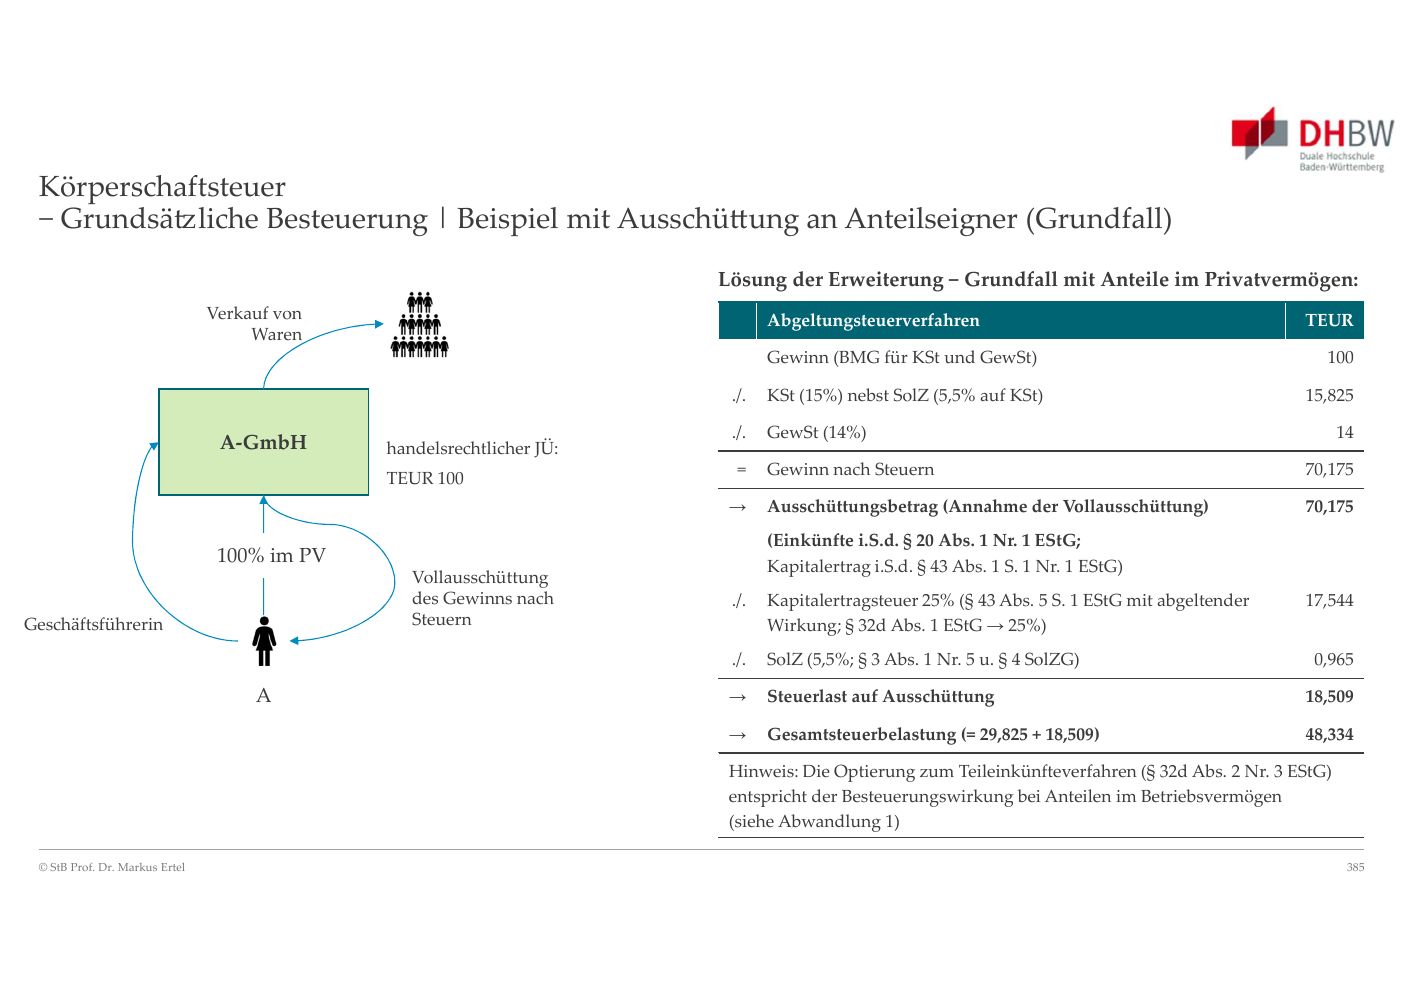 DHBW
Duale Hochschule
Baden-Württemberg
Körperschaftsteuer
– Grundsätzliche Besteuerung | Beispiel mit Ausschüttung an Anteilseigner (Grundfall)
Verkauf von
Waren
A-GmbH
handelsrechtlicher JÜ:
TEUR 100
100% im PV
Vollausschüttung
des Gewinns nach
Steuern
Geschäftsführerin
A
Lösung der Erweiterung – Grundfall mit Anteile im Privatvermögen:
Abgeltungsteuerverfahren TEUR
Gewinn (BMG für KSt und GewSt) 100
./. KSt (15%) nebst SolZ (5,5% auf KSt) 15,825
./. GewSt (14%) 14
= Gewinn nach Steuern 70,175
→ Ausschüttungsbetrag (Annahme der Vollausschüttung) 70,175
(Einkünfte i.S.d. § 20 Abs. 1 Nr. 1 EStG;
Kapitalertrag i.S.d. § 43 Abs. 1 S. 1 Nr. 1 EStG)
./. Kapitalertragsteuer 25% (§ 43 Abs. 5 S. 1 EStG mit abgeltender 17,544
Wirkung; § 32d Abs. 1 EStG → 25%)
./. SolZ (5,5%; § 3 Abs. 1 Nr. 5 u. § 4 SolZG) 0,965
→ Steuerlast auf Ausschüttung 18,509
→ Gesamtsteuerbelastung (= 29,825 + 18,509) 48,334
Hinweis: Die Optierung zum Teileinkünfteverfahren (§ 32d Abs. 2 Nr. 3 EStG)
entspricht der Besteuerungswirkung bei Anteilen im Betriebsvermögen
(siehe Abwandlung 1)
© StB Prof. Dr. Markus Ertel 385